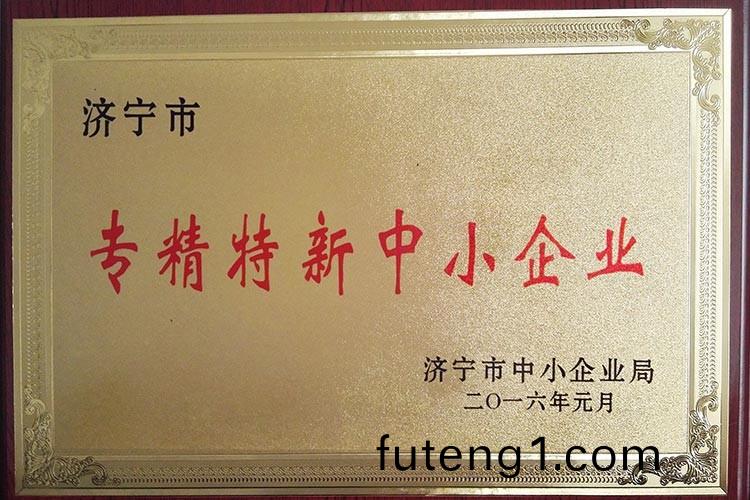 济宁市
专精特新中小企业
济宁市中小企业局
二〇一六年元月
futeng1.com